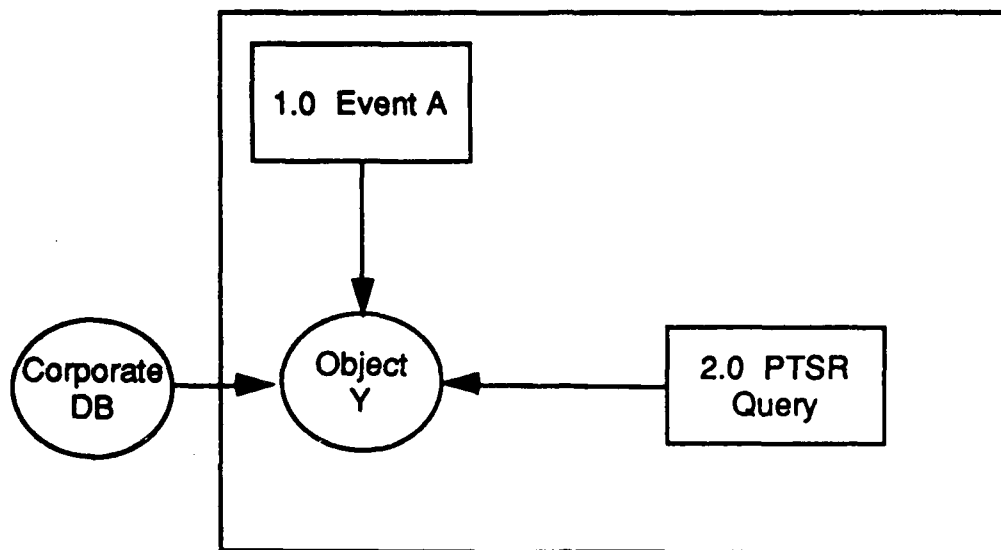 1.0 Event A
Corporate
DB
Object
Y
2.0 PTSR
Query